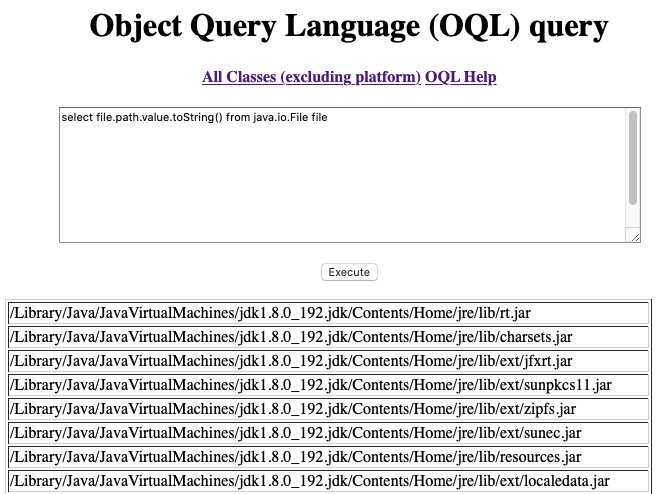 Object Query Language (OQL) query
All Classes (excluding platform) OQL Help
select file.path.value.toString() from java.io.File file
Execute
/Library/Java/JavaVirtualMachines/jdk1.8.0_192.jdk/Contents/Home/jre/lib/rt.jar
/Library/Java/JavaVirtualMachines/jdk1.8.0_192.jdk/Contents/Home/jre/lib/charsets.jar
/Library/Java/JavaVirtualMachines/jdk1.8.0_192.jdk/Contents/Home/jre/lib/ext/jfxrt.jar
/Library/Java/JavaVirtualMachines/jdk1.8.0_192.jdk/Contents/Home/jre/lib/ext/sunpkcs11.jar
/Library/Java/JavaVirtualMachines/jdk1.8.0_192.jdk/Contents/Home/jre/lib/ext/zipfs.jar
/Library/Java/JavaVirtualMachines/jdk1.8.0_192.jdk/Contents/Home/jre/lib/ext/sunec.jar
/Library/Java/JavaVirtualMachines/jdk1.8.0_192.jdk/Contents/Home/jre/lib/resources.jar
/Library/Java/JavaVirtualMachines/jdk1.8.0_192.jdk/Contents/Home/jre/lib/ext/localedata.jar